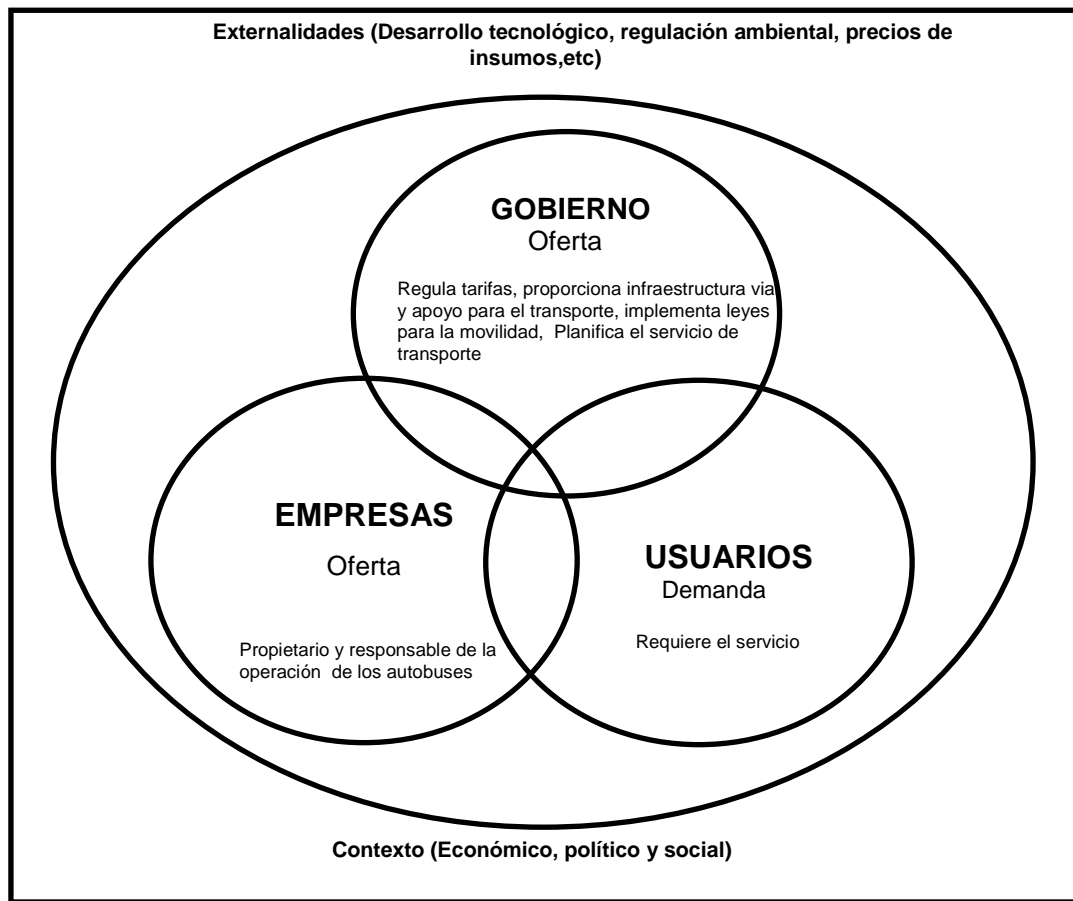 Externalidades (Desarrollo tecnológico, regulación ambiental, precios de
insumos,etc)
GOBIERNO
Oferta
Regula tarifas, proporciona infraestructura via
y apoyo para el transporte, implementa leyes
para la movilidad, Planifica el servicio de
transporte
EMPRESAS
Oferta
Propietario y responsable de la
operación de los autobuses
USUARIOS
Demanda
Requiere el servicio
Contexto (Económico, político y social)